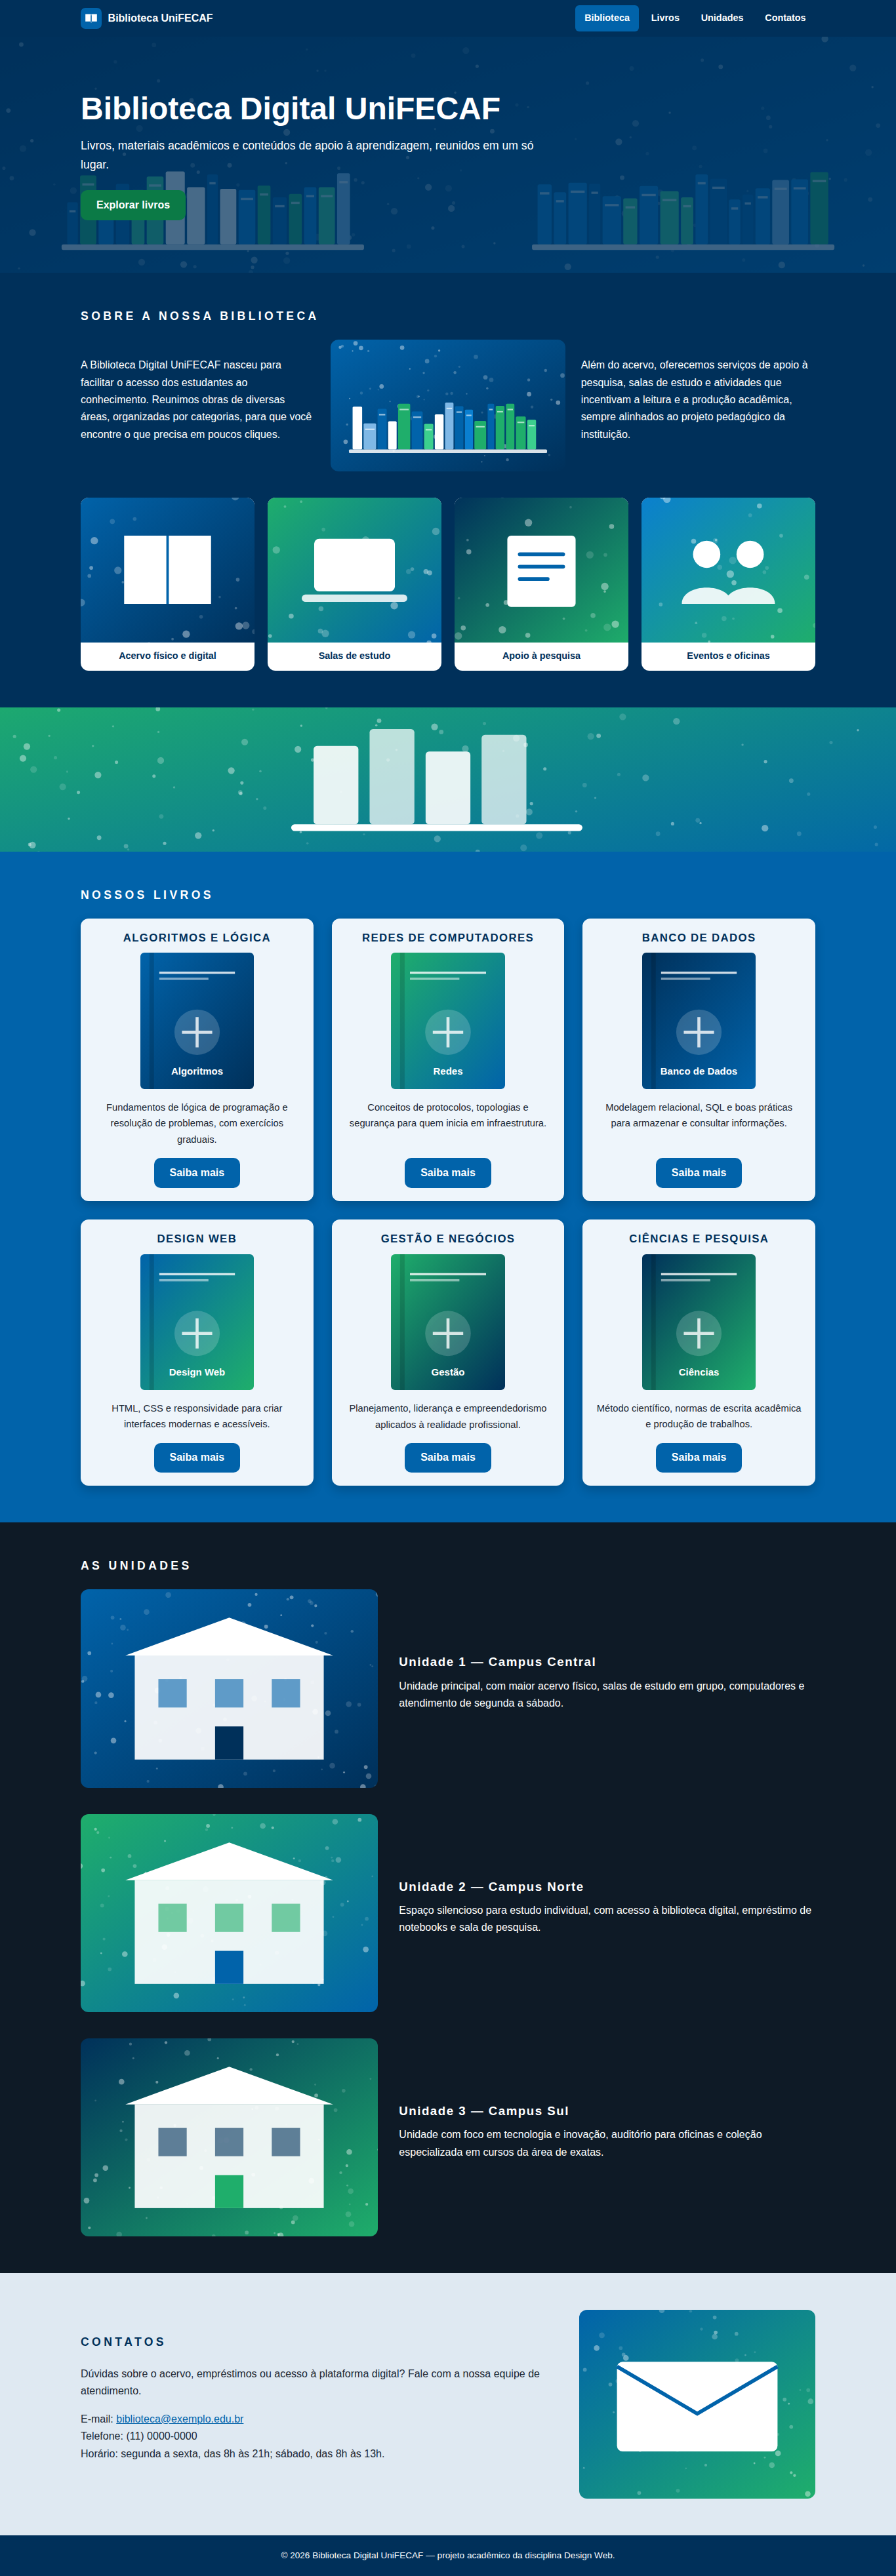 Biblioteca UniFECAF
Biblioteca Livros Unidades Contatos
Biblioteca Digital UniFECAF
Livros, materiais acadêmicos e conteúdos de apoio à aprendizagem, reunidos em um só
lugar.
Explorar livros
SOBRE A NOSSA BIBLIOTECA
A Biblioteca Digital UniFECAF nasceu para
facilitar o acesso dos estudantes ao
conhecimento. Reunimos obras de diversas
áreas, organizadas por categorias, para que você
encontre o que precisa em poucos cliques.
Além do acervo, oferecemos serviços de apoio à
pesquisa, salas de estudo e atividades que
incentivam a leitura e a produção acadêmica,
sempre alinhados ao projeto pedagógico da
instituição.
Acervo físico e digital
Salas de estudo
Apoio à pesquisa
Eventos e oficinas
NOSSOS LIVROS
ALGORITMOS E LÓGICA
Algoritmos
Fundamentos de lógica de programação e
resolução de problemas, com exercícios
graduais.
Saiba mais
REDES DE COMPUTADORES
Redes
Conceitos de protocolos, topologias e
segurança para quem inicia em infraestrutura.
Saiba mais
BANCO DE DADOS
Banco de Dados
Modelagem relacional, SQL e boas práticas
para armazenar e consultar informações.
Saiba mais
DESIGN WEB
Design Web
HTML, CSS e responsividade para criar
interfaces modernas e acessíveis.
Saiba mais
GESTÃO E NEGÓCIOS
Gestão
Planejamento, liderança e empreendedorismo
aplicados à realidade profissional.
Saiba mais
CIÊNCIAS E PESQUISA
Ciências
Método científico, normas de escrita acadêmica
e produção de trabalhos.
Saiba mais
AS UNIDADES
Unidade 1 — Campus Central
Unidade principal, com maior acervo físico, salas de estudo em grupo, computadores e
atendimento de segunda a sábado.
Unidade 2 — Campus Norte
Espaço silencioso para estudo individual, com acesso à biblioteca digital, empréstimo de
notebooks e sala de pesquisa.
Unidade 3 — Campus Sul
Unidade com foco em tecnologia e inovação, auditório para oficinas e coleção
especializada em cursos da área de exatas.
CONTATOS
Dúvidas sobre o acervo, empréstimos ou acesso à plataforma digital? Fale com a nossa equipe de
atendimento.
E-mail: biblioteca@exemplo.edu.br
Telefone: (11) 0000-0000
Horário: segunda a sexta, das 8h às 21h; sábado, das 8h às 13h.
© 2026 Biblioteca Digital UniFECAF — projeto acadêmico da disciplina Design Web.